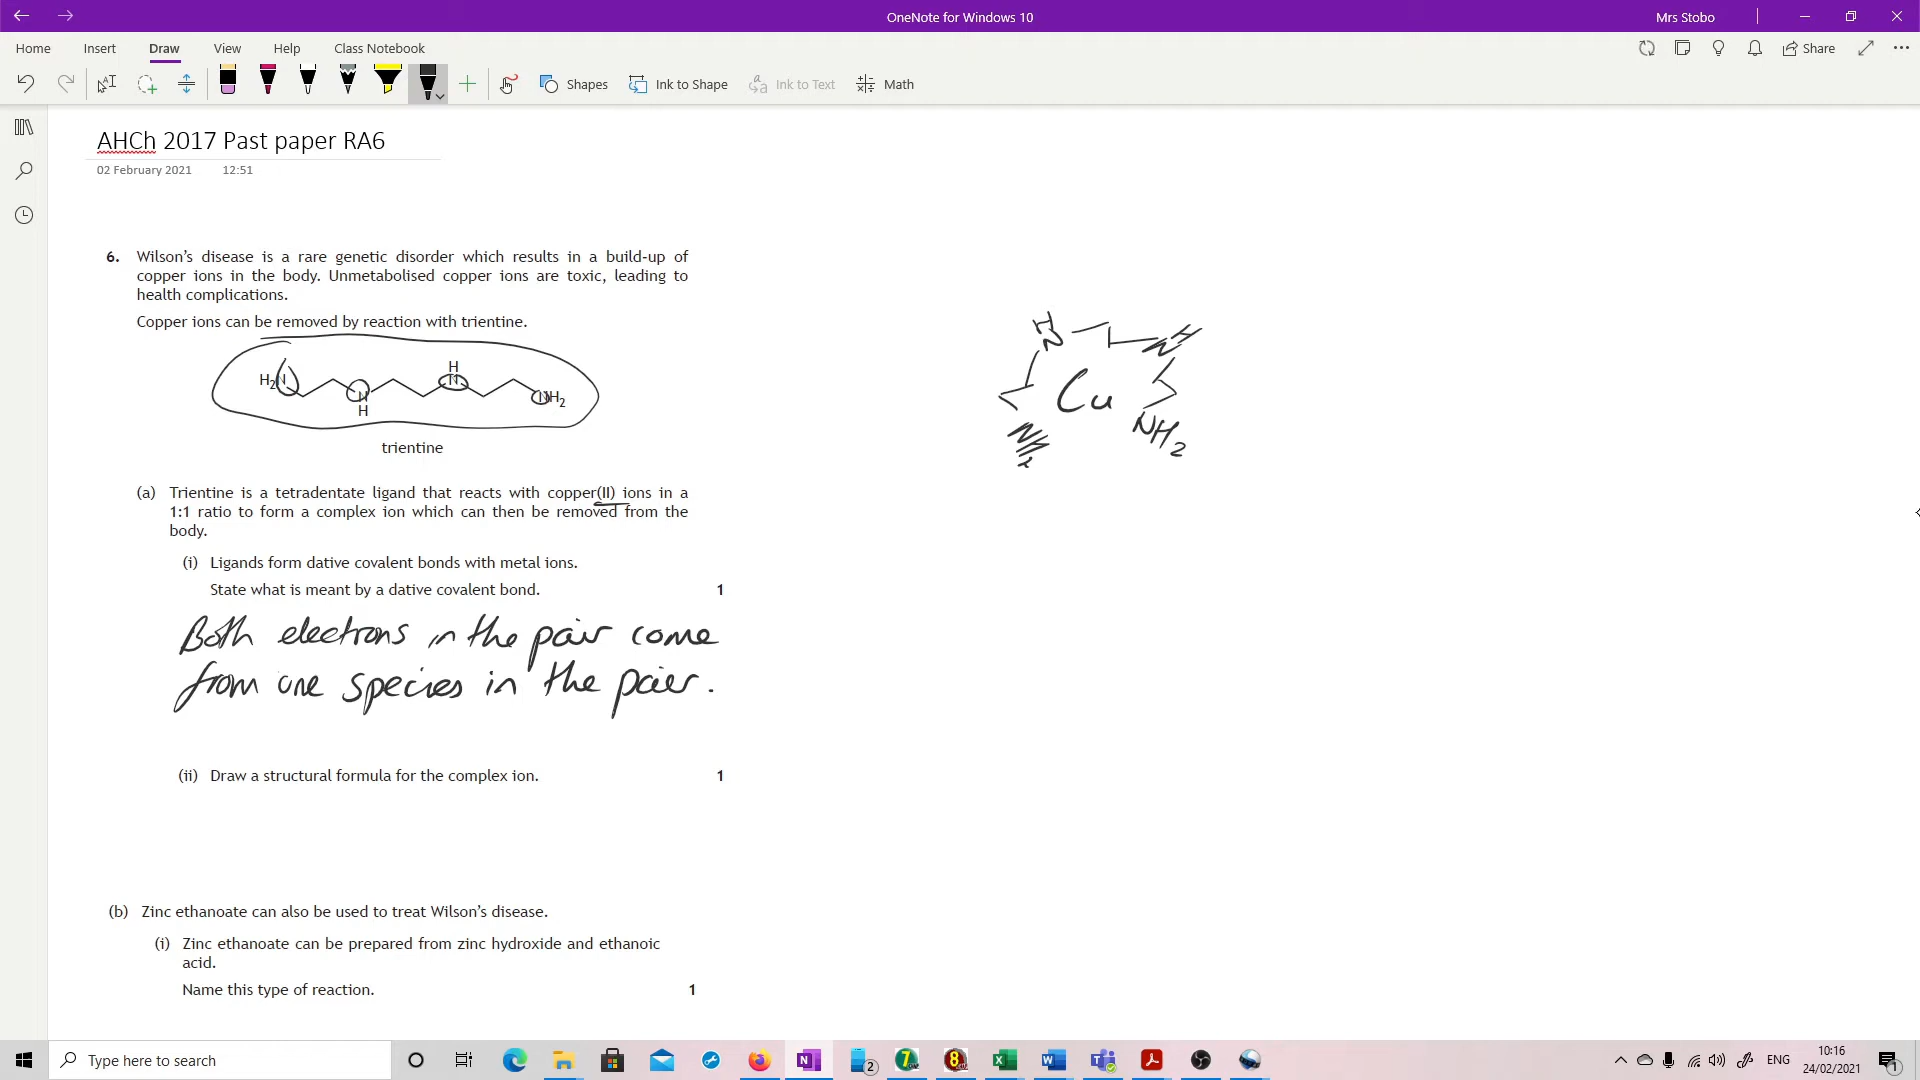 OneNote for Windows 10
Mrs Stobo
Home Insert Draw View Help Class Notebook
Share
Shapes Ink to Shape Ink to Text Math
AHCh 2017 Past paper RA6
02 February 2021 12:51
6. Wilson's disease is a rare genetic disorder which results in a build-up of
copper ions in the body. Unmetabolised copper ions are toxic, leading to
health complications.
Copper ions can be removed by reaction with trientine.
H
H₂N N NH₂
N
H
trientine
H
N
N H
Cu
NH₂
NH₂
(a) Trientine is a tetradentate ligand that reacts with copper(II) ions in a
1:1 ratio to form a complex ion which can then be removed from the
body.
(i) Ligands form dative covalent bonds with metal ions.
State what is meant by a dative covalent bond. 1
Both electrons in the pair come
from one species in the pair.
(ii) Draw a structural formula for the complex ion. 1
(b) Zinc ethanoate can also be used to treat Wilson's disease.
(i) Zinc ethanoate can be prepared from zinc hydroxide and ethanoic
acid.
Name this type of reaction. 1
Type here to search
ENG
10:16
24/02/2021